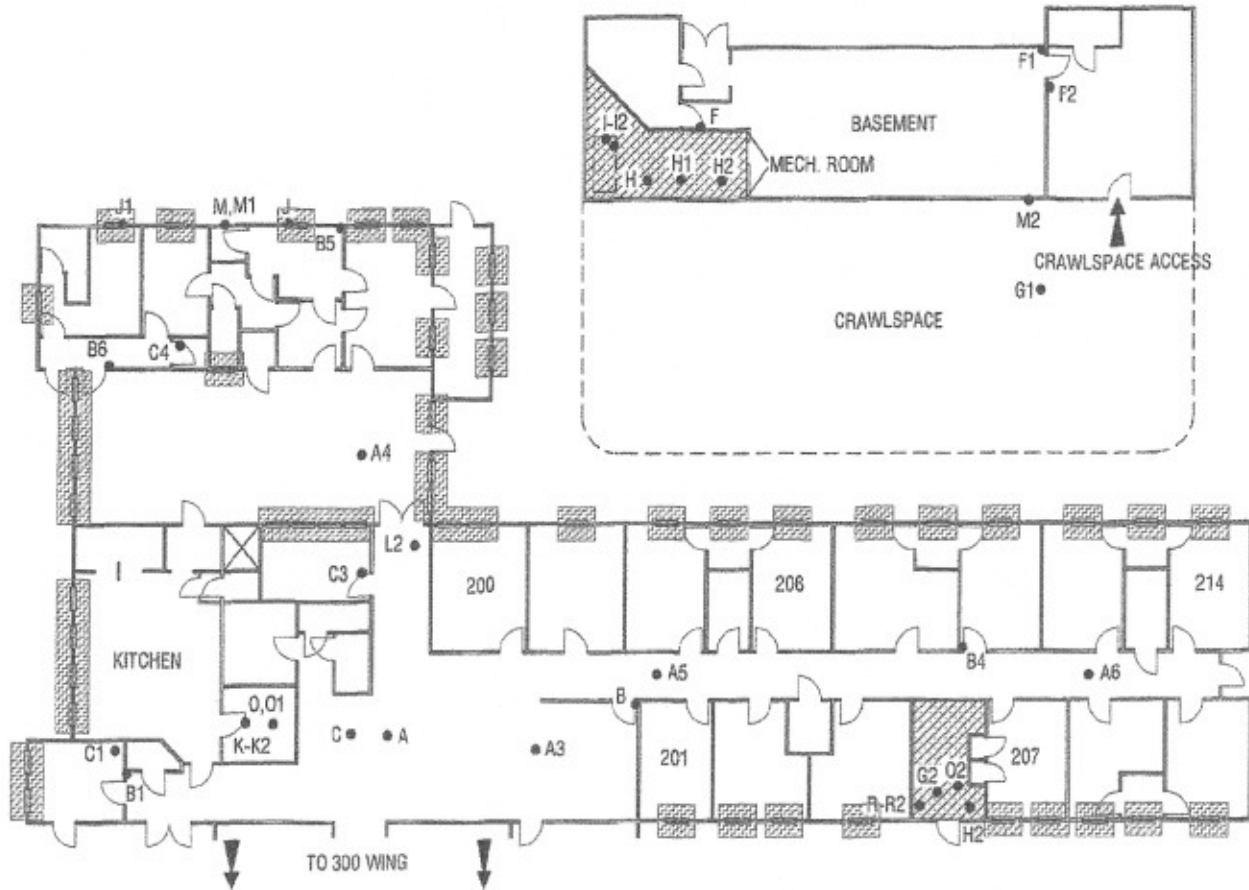 F1
F2
F
BASEMENT
I-I2
MECH. ROOM
H
H1
H2
J1
M, M1
J
B5
M2
CRAWLSPACE ACCESS
G1
CRAWLSPACE
B6
C4
A4
L2
C3
200
206
214
KITCHEN
A5
B4
A6
B
O, O1
K-K2
C
A
A3
201
207
C1
B1
G2
O2
R-R2
H2
TO 300 WING